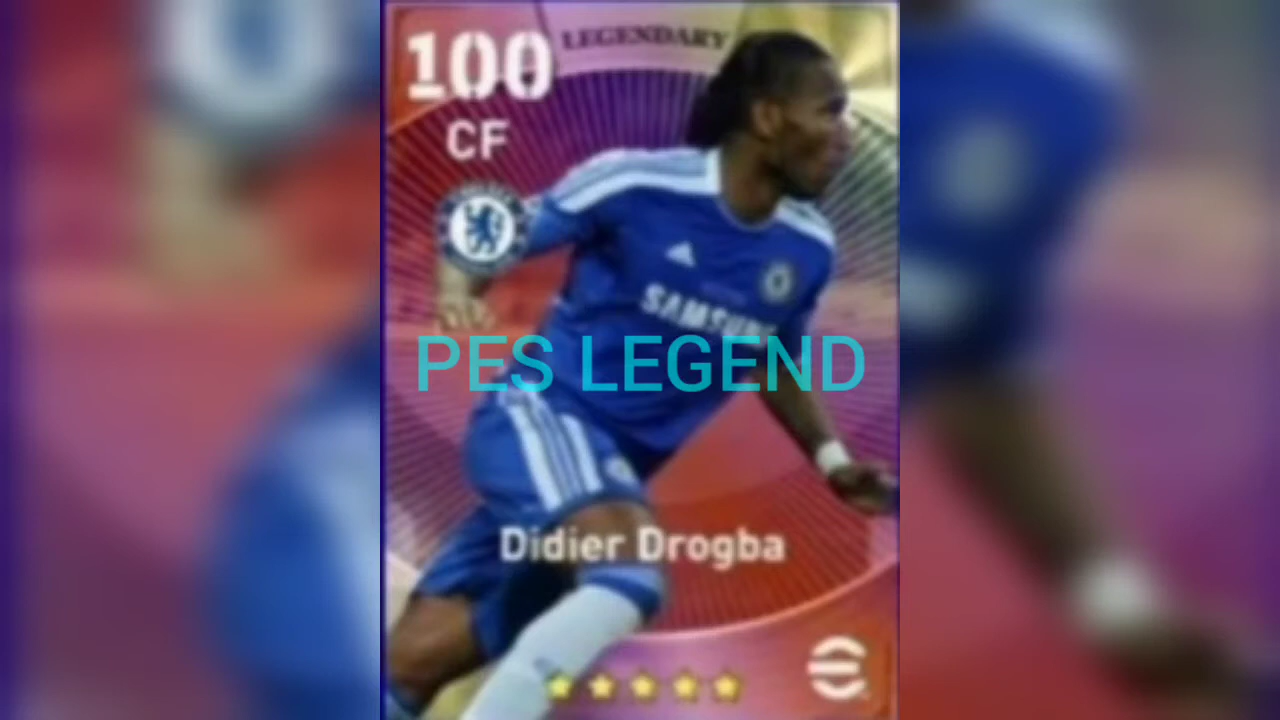 100
LEGENDARY
CF
SAMSUNG
PES LEGEND
Didier Drogba